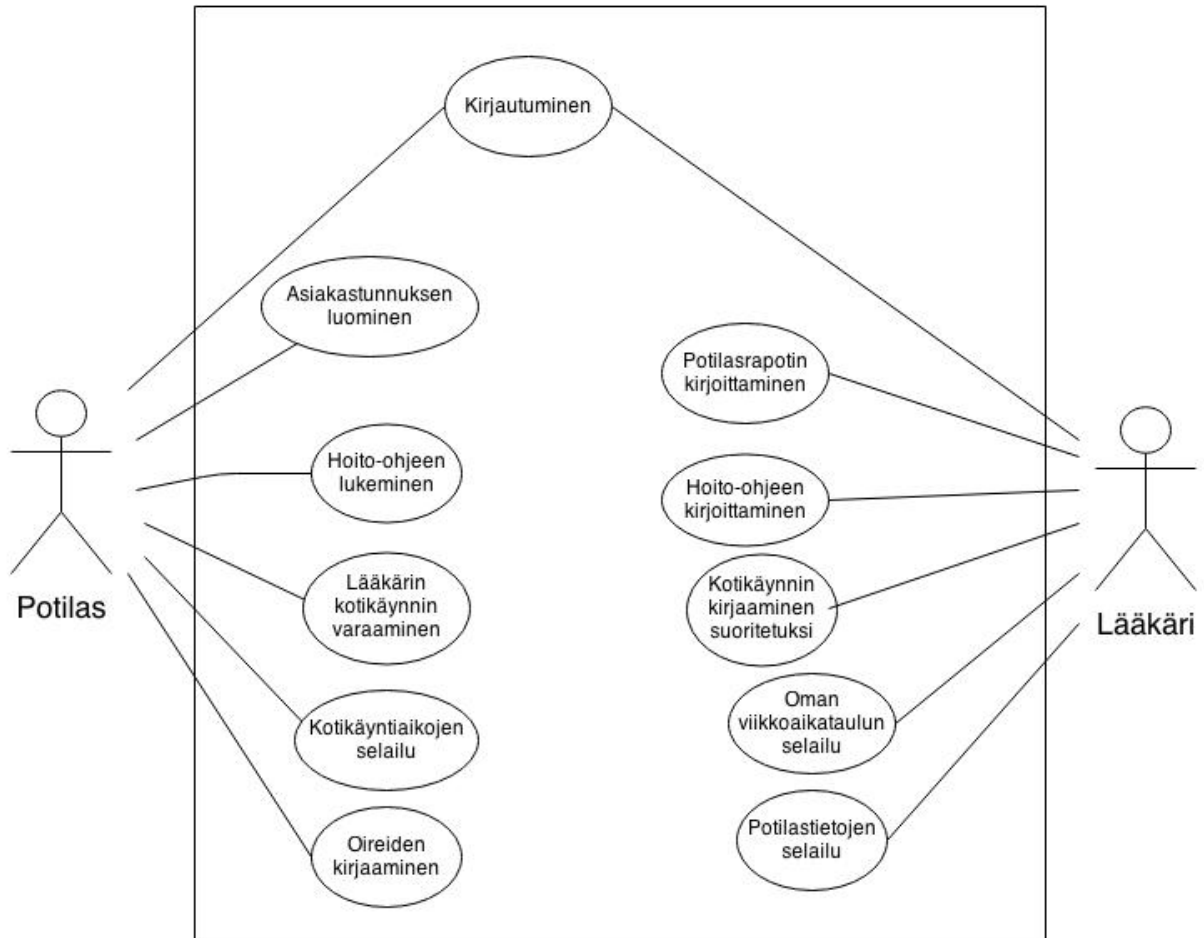 Kirjautuminen
Asiakastunnuksen
luominen
Potilasrapotin
kirjoittaminen
Hoito-ohjeen
lukeminen
Hoito-ohjeen
kirjoittaminen
Lääkärin
kotikäynnin
varaaminen
Kotikäynnin
kirjaaminen
suoritetuksi
Potilas
Lääkäri
Kotikäyntiaikojen
selailu
Oman
viikkoaikataulun
selailu
Oireiden
kirjaaminen
Potilastietojen
selailu